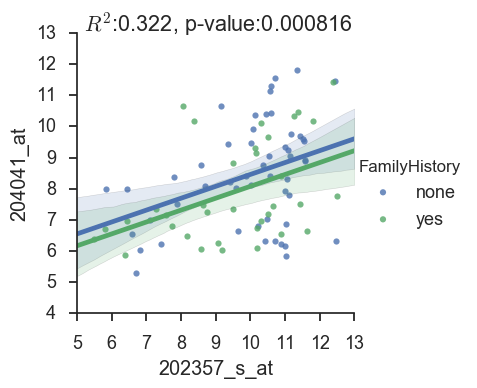 R²:0.322, p-value:0.000816
13
12
11
10
9
8
7
6
5
4
204041_at
5 6 7 8 9 10 11 12 13
202357_s_at
FamilyHistory
none
yes